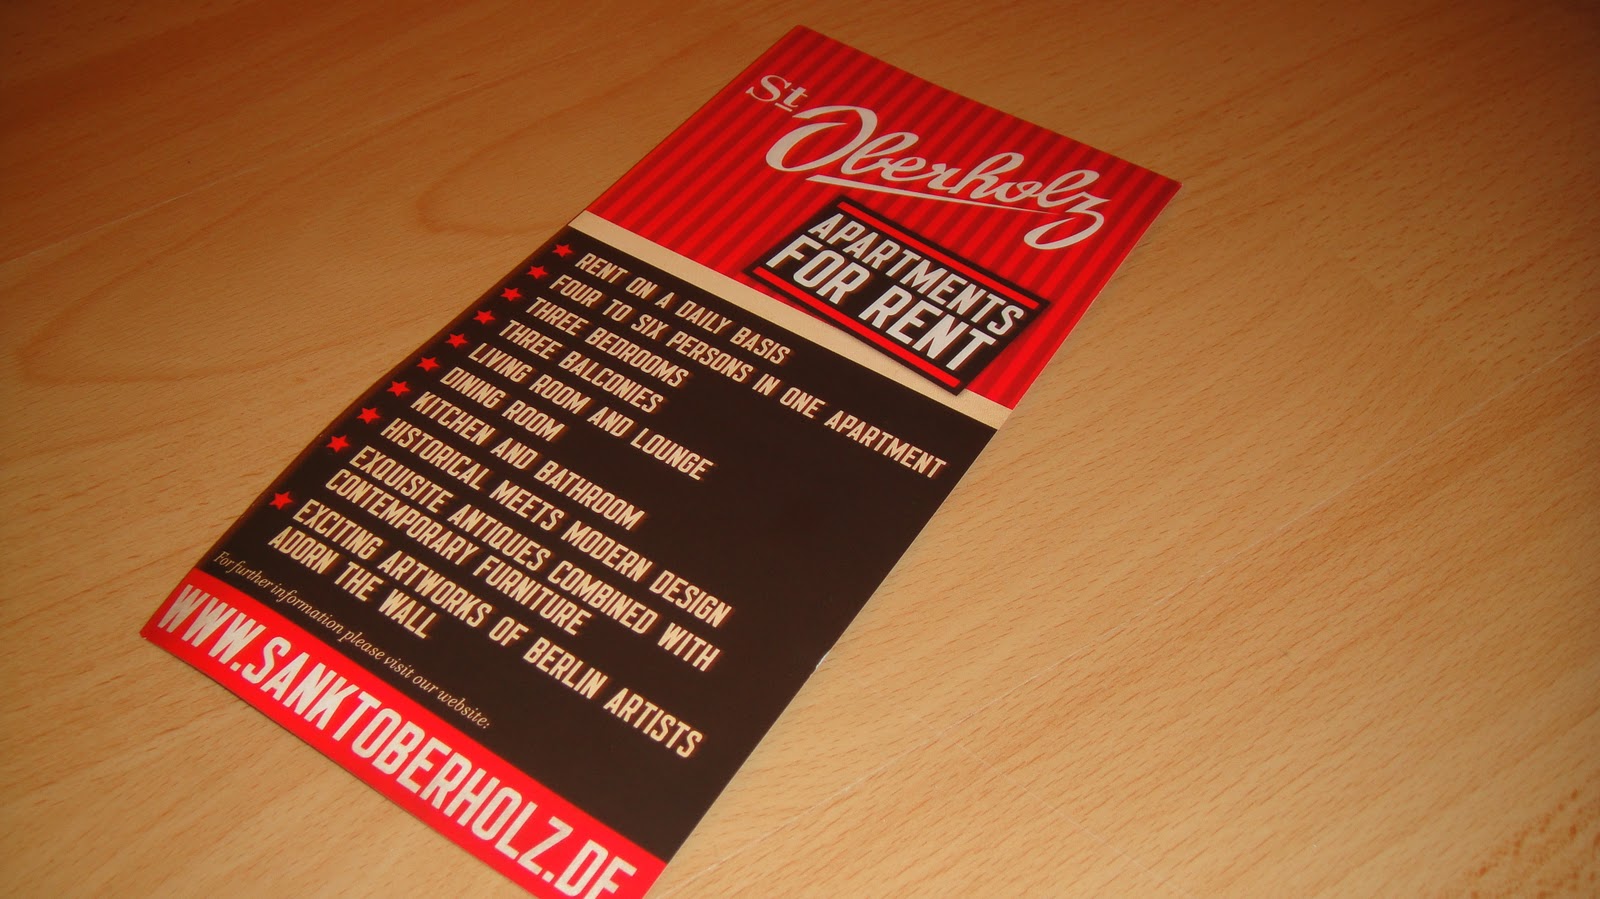 St
Oberholz
APARTMENTS
FOR RENT
RENT ON A DAILY BASIS
FOUR TO SIX PERSONS IN ONE APARTMENT
THREE BEDROOMS
THREE BALCONIES
LIVING ROOM AND LOUNGE
DINING ROOM
KITCHEN AND BATHROOM
HISTORICAL MEETS MODERN DESIGN
EXQUISITE ANTIQUES COMBINED WITH
CONTEMPORARY FURNITURE
EXCITING ARTWORKS OF BERLIN ARTISTS
ADORN THE WALL
For further information please visit our website:
WWW.SANKTOBERHOLZ.DE